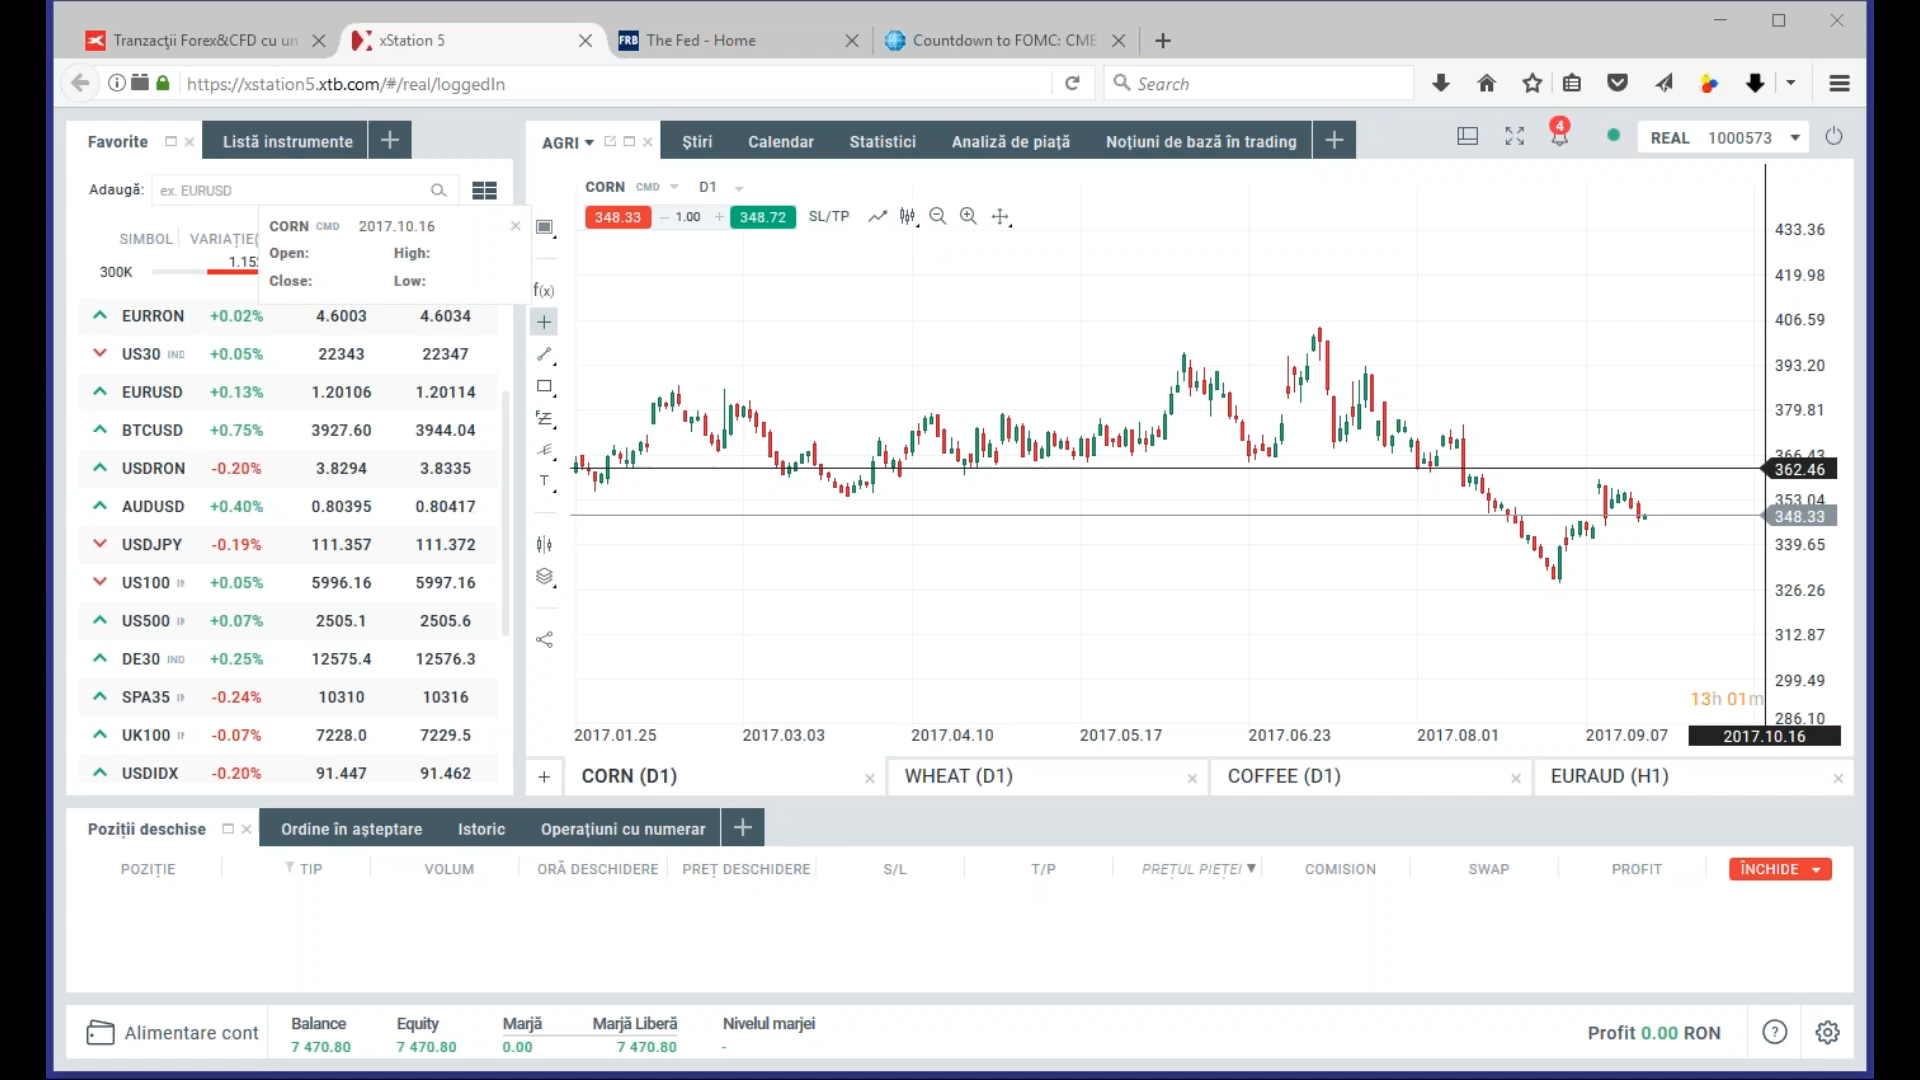 Tranzacţii Forex&CFD cu un
xStation 5
FRB The Fed - Home
Countdown to FOMC: CME
https://xstation5.xtb.com/#/real/loggedIn
Search
Favorite
Listă instrumente
AGRI
Știri
Calendar
Statistici
Analiză de piață
Noțiuni de bază în trading
4
REAL 1000573
Adaugă: ex. EURUSD
SIMBOL VARIAȚIE(
300K
CORN CMD 2017.10.16
Open: High:
Close: Low:
EURRON +0.02% 4.6003 4.6034
US30 IND +0.05% 22343 22347
EURUSD +0.13% 1.20106 1.20114
BTCUSD +0.75% 3927.60 3944.04
USDRON -0.20% 3.8294 3.8335
AUDUSD +0.40% 0.80395 0.80417
USDJPY -0.19% 111.357 111.372
US100 +0.05% 5996.16 5997.16
US500 +0.07% 2505.1 2505.6
DE30 IND +0.25% 12575.4 12576.3
SPA35 -0.24% 10310 10316
UK100 -0.07% 7228.0 7229.5
USDIDX -0.20% 91.447 91.462
CORN CMD D1
348.33 – 1.00 + 348.72 SL/TP
f(x)
T
433.36
419.98
406.59
393.20
379.81
366.43
362.46
353.04
348.33
339.65
326.26
312.87
299.49
286.10
13h 01m
2017.01.25 2017.03.03 2017.04.10 2017.05.17 2017.06.23 2017.08.01 2017.09.07 2017.10.16
CORN (D1)
WHEAT (D1)
COFFEE (D1)
EURAUD (H1)
Poziții deschise
Ordine în așteptare
Istoric
Operațiuni cu numerar
POZIȚIE TIP VOLUM ORĂ DESCHIDERE PREȚ DESCHIDERE S/L T/P PREȚUL PIEȚEI COMISION SWAP PROFIT ÎNCHIDE
Alimentare cont
Balance Equity Marjă Marjă Liberă Nivelul marjei
7 470.80 7 470.80 0.00 7 470.80 -
Profit 0.00 RON